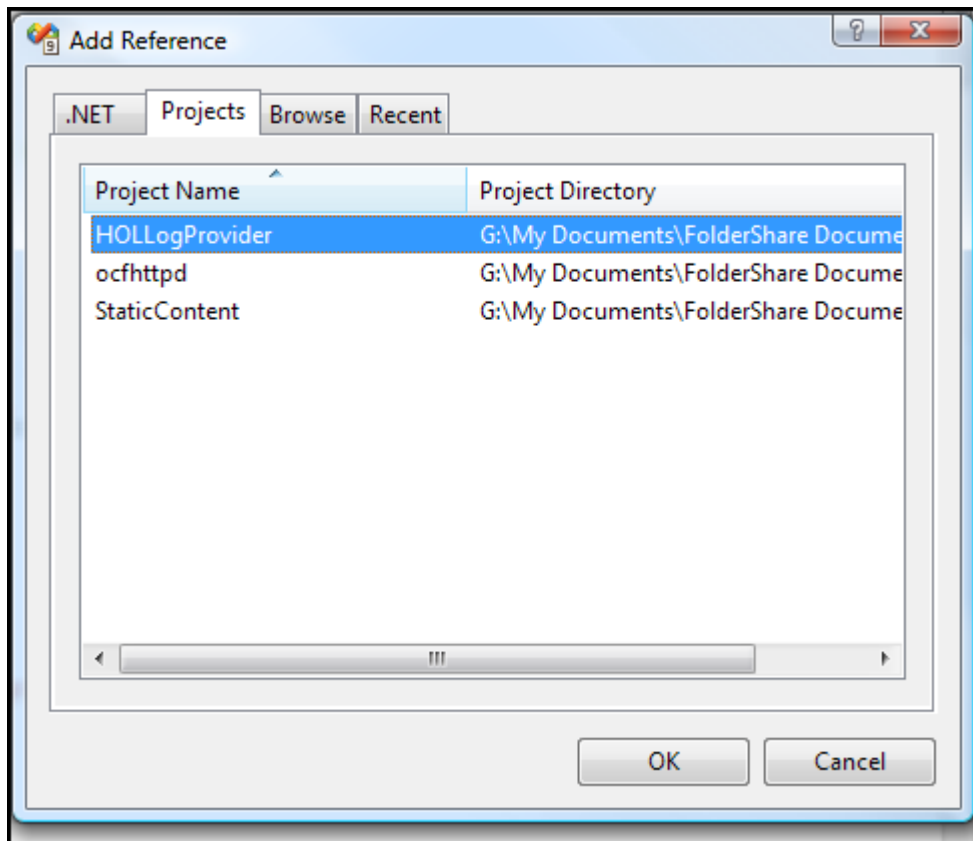 Add Reference
.NET Projects Browse Recent
Project Name Project Directory
HOLLogProvider G:\My Documents\FolderShare Docume
ocfhttpd G:\My Documents\FolderShare Docume
StaticContent G:\My Documents\FolderShare Docume
OK Cancel